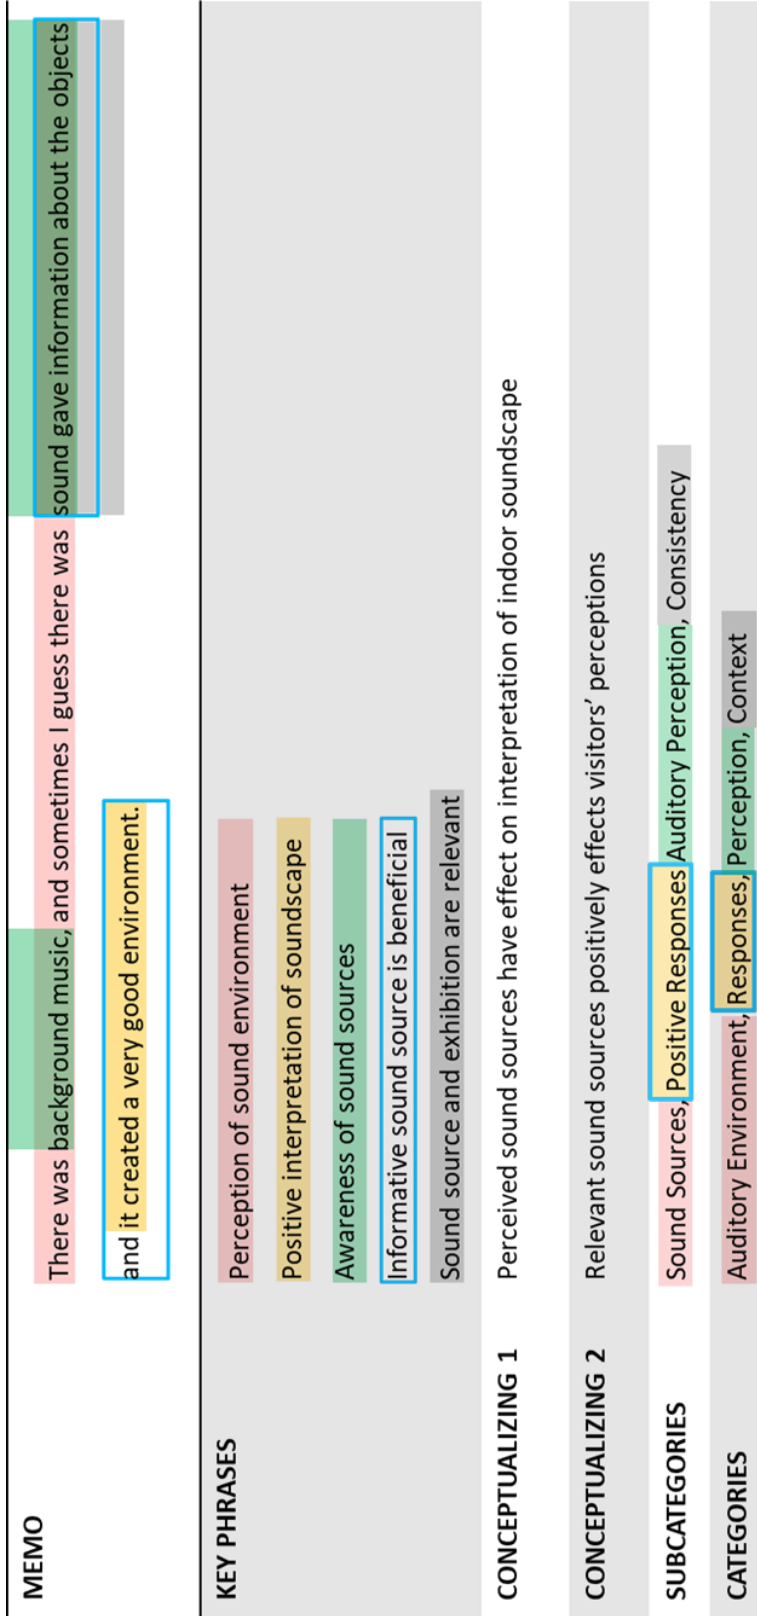 MEMO
There was background music, and sometimes I guess there was sound gave information about the objects
and it created a very good environment.
KEY PHRASES
Perception of sound environment
Positive interpretation of soundscape
Awareness of sound sources
Informative sound source is beneficial
Sound source and exhibition are relevant
CONCEPTUALIZING 1
Perceived sound sources have effect on interpretation of indoor soundscape
CONCEPTUALIZING 2
Relevant sound sources positively effects visitors’ perceptions
SUBCATEGORIES
Sound Sources, Positive Responses Auditory Perception, Consistency
CATEGORIES
Auditory Environment, Responses, Perception, Context